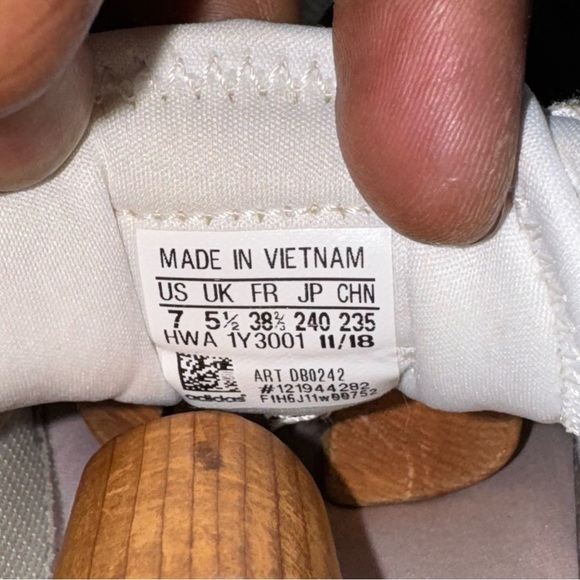 MADE IN VIETNAM
US UK FR JP CHN
7 5½ 38⅔ 240 235
HWA 1Y3001 11/18
ART DB0242
#121944282
adidas F1H6J11w00752